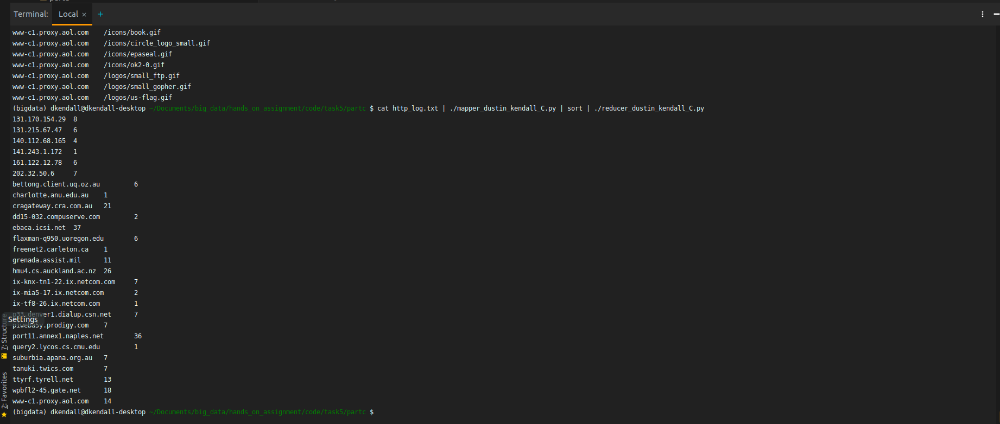 Terminal: Local × +
www-c1.proxy.aol.com /icons/book.gif
www-c1.proxy.aol.com /icons/circle_logo_small.gif
www-c1.proxy.aol.com /icons/epaseal.gif
www-c1.proxy.aol.com /icons/ok2-0.gif
www-c1.proxy.aol.com /logos/small_ftp.gif
www-c1.proxy.aol.com /logos/small_gopher.gif
www-c1.proxy.aol.com /logos/us-flag.gif
(bigdata) dkendall@dkendall-desktop ~/Documents/big_data/hands_on_assignment/code/task5/partc $ cat http_log.txt | ./mapper_dustin_kendall_C.py | sort | ./reducer_dustin_kendall_C.py
131.170.154.29 8
131.215.67.47 6
140.112.68.165 4
141.243.1.172 1
161.122.12.78 6
202.32.50.6 7
bettong.client.uq.oz.au 6
charlotte.anu.edu.au 1
cragateway.cra.com.au 21
dd15-032.compuserve.com 2
ebaca.icsi.net 37
flaxman-q950.uoregon.edu 6
freenet2.carleton.ca 1
grenada.assist.mil 11
hmu4.cs.auckland.ac.nz 26
ix-knx-tn1-22.ix.netcom.com 7
ix-mia5-17.ix.netcom.com 2
ix-tf8-26.ix.netcom.com 1
p33.denver1.dialup.csn.net 7
Settings
piweba5y.prodigy.com 7
port11.annex1.naples.net 36
query2.lycos.cs.cmu.edu 1
suburbia.apana.org.au 7
tanuki.twics.com 7
ttyrf.tyrell.net 13
wpbfl2-45.gate.net 18
www-c1.proxy.aol.com 14
(bigdata) dkendall@dkendall-desktop ~/Documents/big_data/hands_on_assignment/code/task5/partc $
7: Structure
2: Favorites